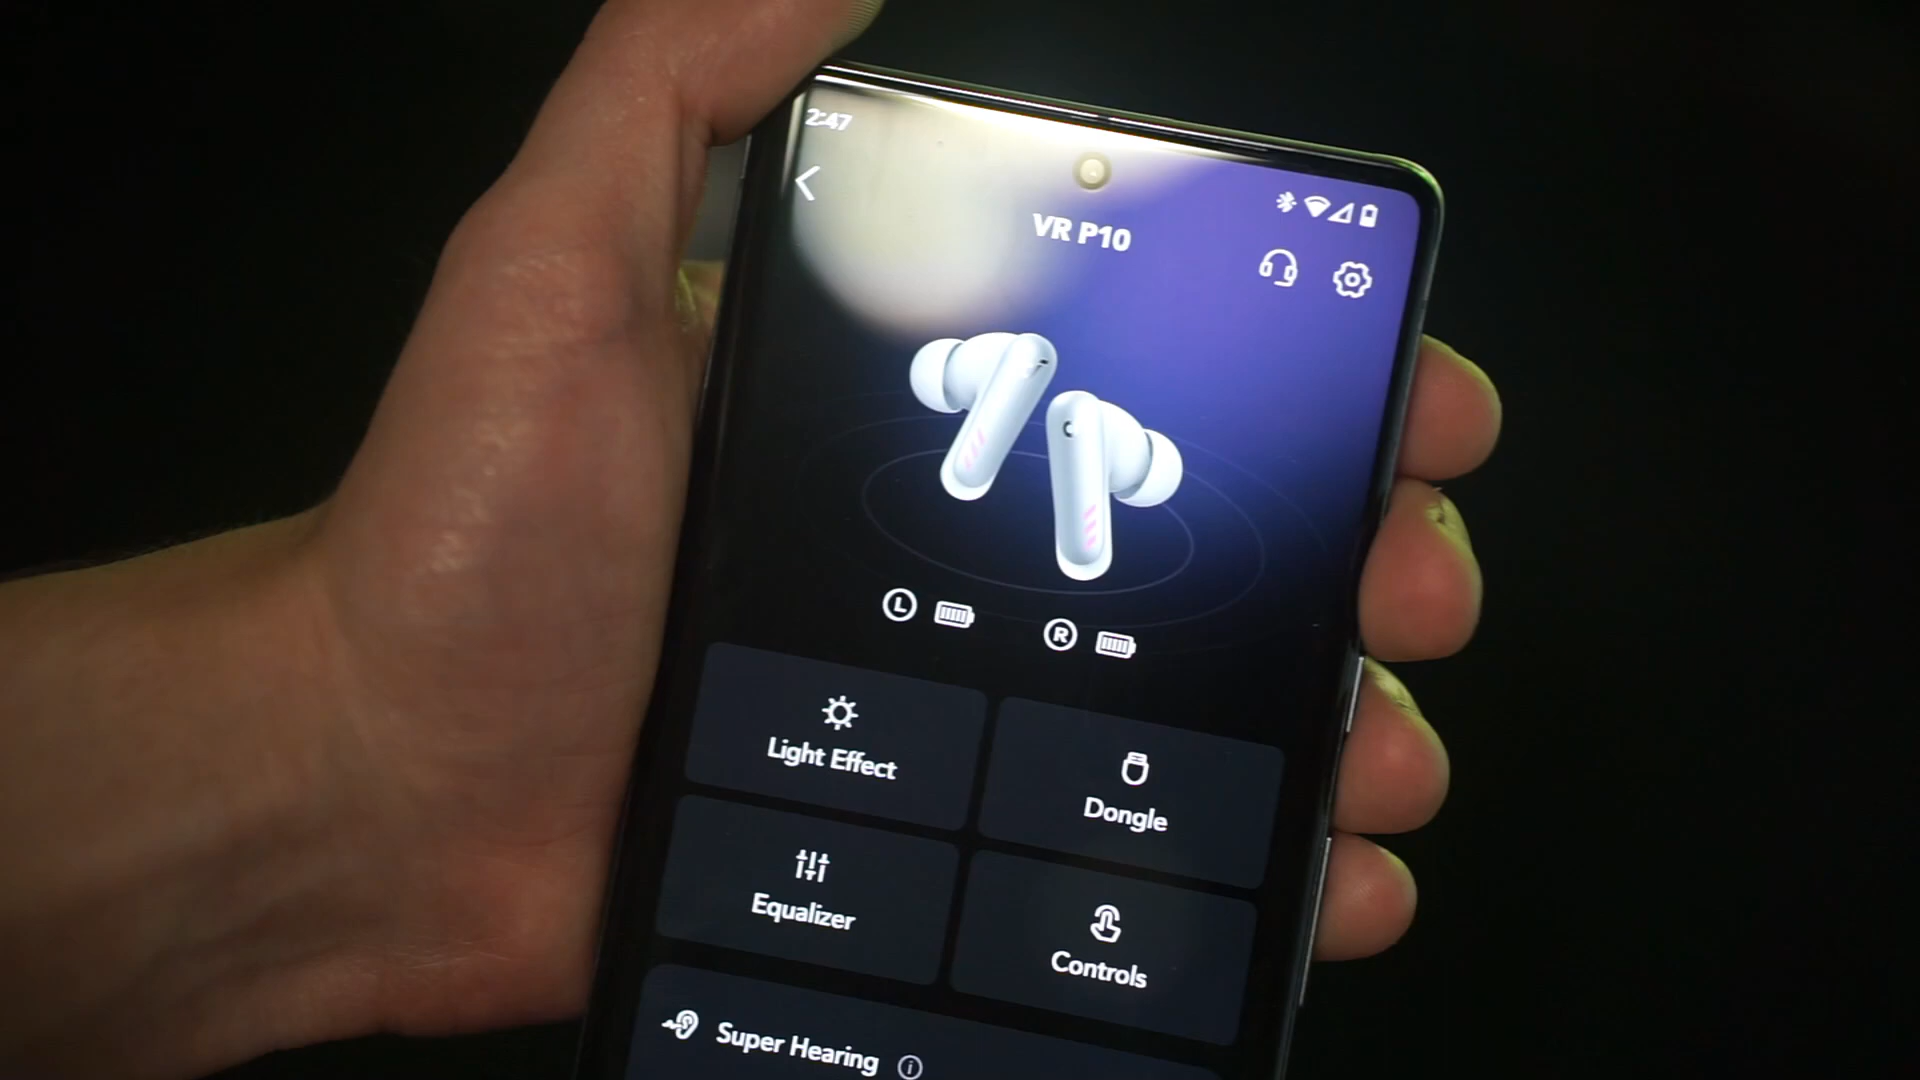 2:47
VR P10
L
R
Light Effect
Dongle
Equalizer
Controls
Super Hearing